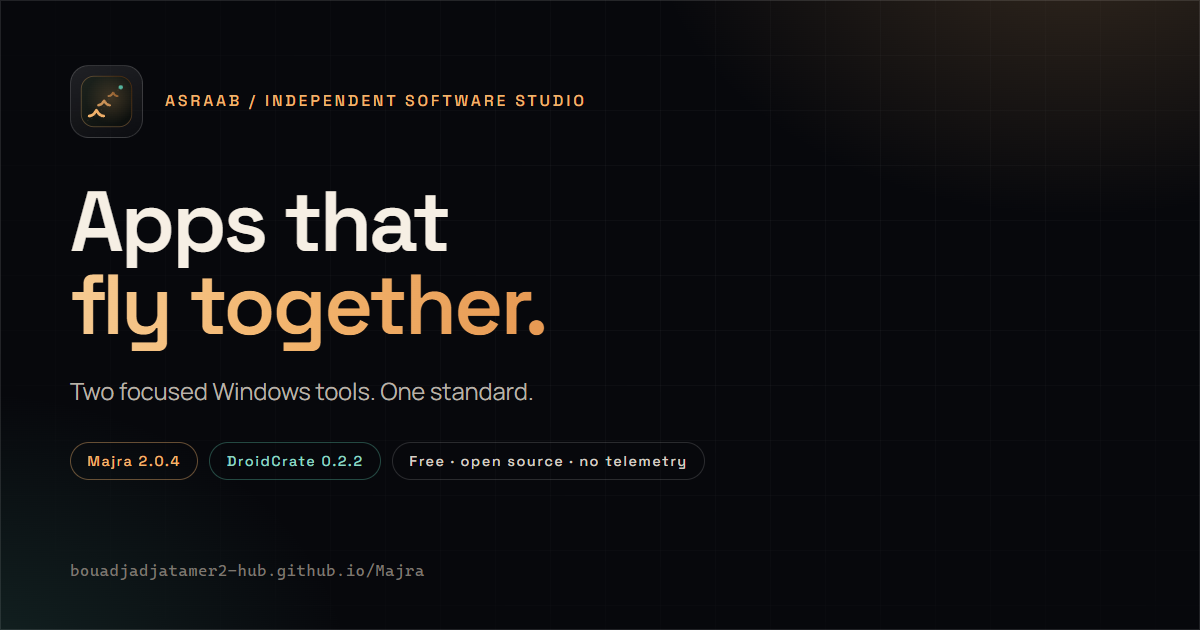 ASRAAB / INDEPENDENT SOFTWARE STUDIO
Apps that
fly together.
Two focused Windows tools. One standard.
Majra 2.0.4
DroidCrate 0.2.2
Free · open source · no telemetry
bouadjadjatamer2-hub.github.io/Majra